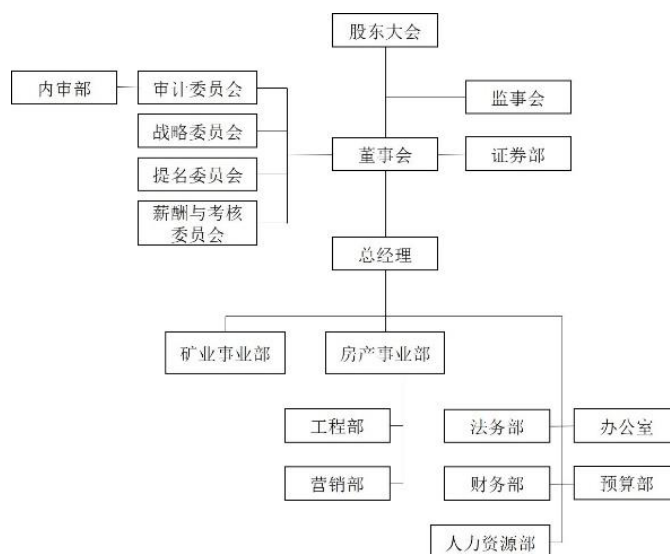 股东大会
内审部
审计委员会
监事会
战略委员会
董事会
证券部
提名委员会
薪酬与考核
委员会
总经理
矿业事业部
房产事业部
工程部
法务部
办公室
营销部
财务部
预算部
人力资源部